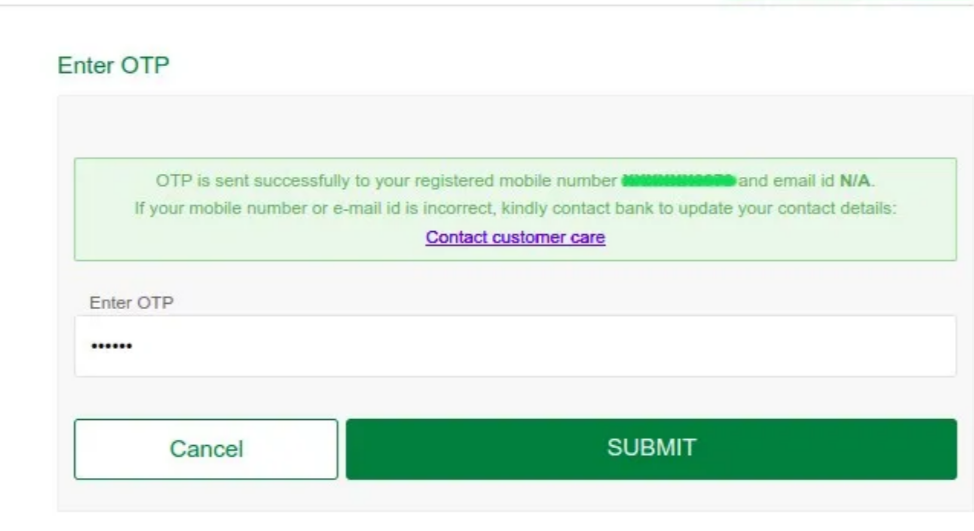 Enter OTP
OTP is sent successfully to your registered mobile number and email id N/A.
If your mobile number or e-mail id is incorrect, kindly contact bank to update your contact details:
Contact customer care
Enter OTP
••••••
Cancel
SUBMIT